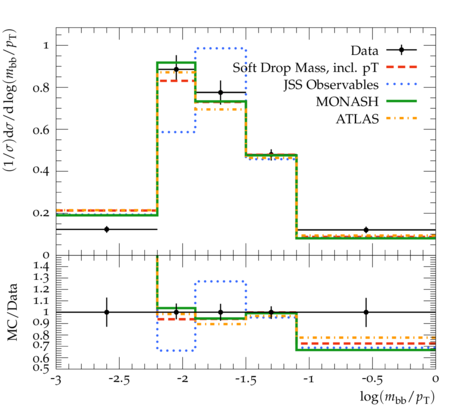 (1/σ)dσ/d log(m_bb/p_T)
Data
Soft Drop Mass, incl. pT
JSS Observables
MONASH
ATLAS
1
0.8
0.6
0.4
0.2
0
MC/Data
1.4
1.3
1.2
1.1
1
0.9
0.8
0.7
0.6
0.5
-3 -2.5 -2 -1.5 -1 -0.5 0
log(m_bb/p_T)